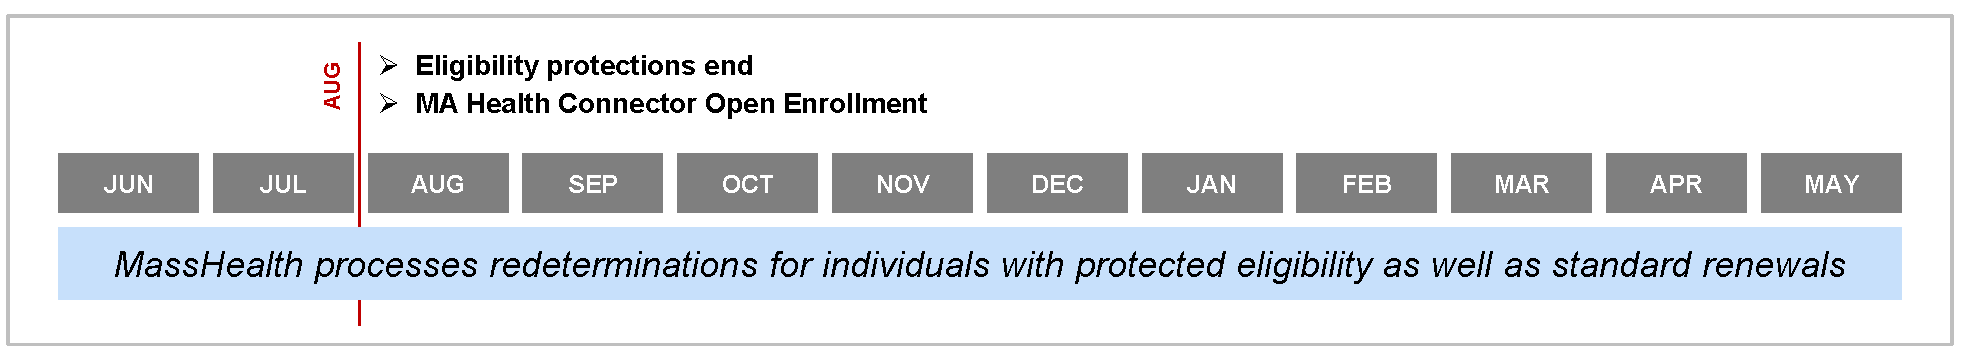 AUG
➢ Eligibility protections end
➢ MA Health Connector Open Enrollment
JUN JUL AUG SEP OCT NOV DEC JAN FEB MAR APR MAY
MassHealth processes redeterminations for individuals with protected eligibility as well as standard renewals